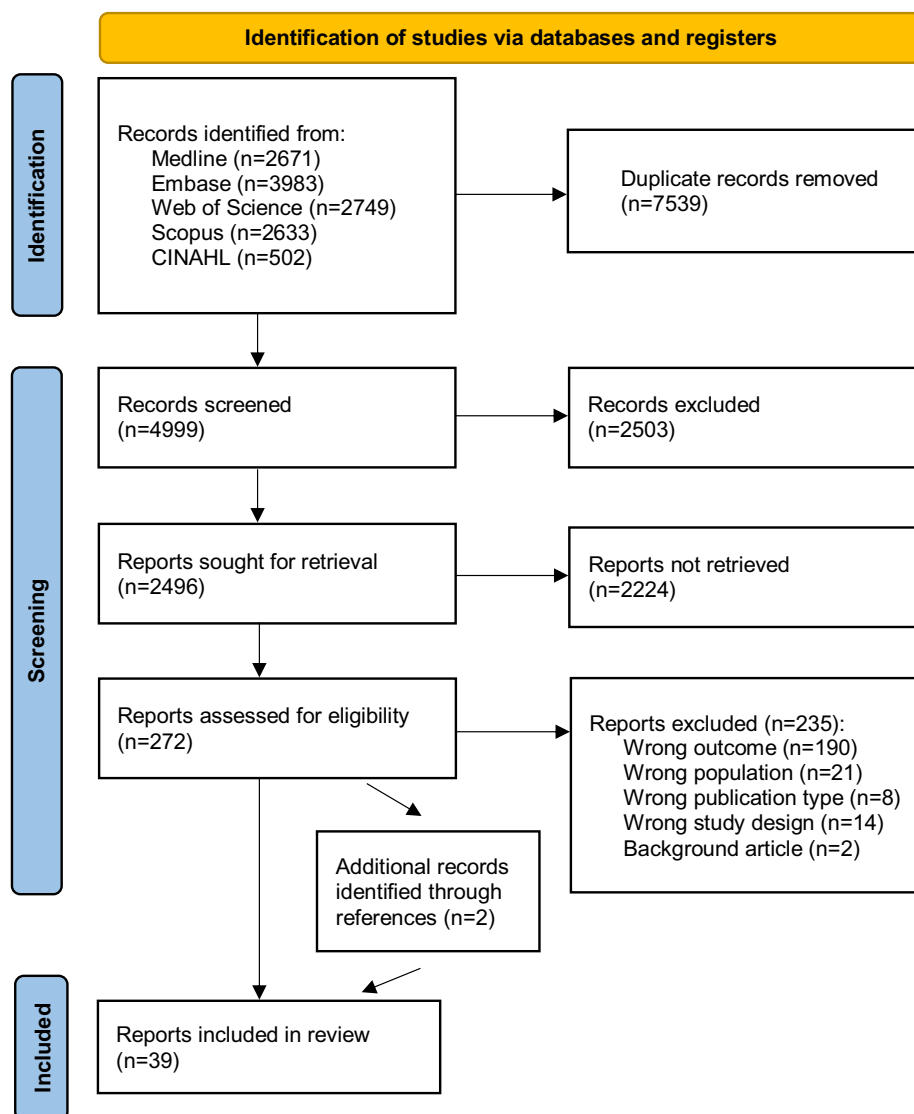 Identification of studies via databases and registers
Identification
Records identified from:
Medline (n=2671)
Embase (n=3983)
Web of Science (n=2749)
Scopus (n=2633)
CINAHL (n=502)
Duplicate records removed
(n=7539)
Screening
Records screened
(n=4999)
Records excluded
(n=2503)
Reports sought for retrieval
(n=2496)
Reports not retrieved
(n=2224)
Reports assessed for eligibility
(n=272)
Reports excluded (n=235):
Wrong outcome (n=190)
Wrong population (n=21)
Wrong publication type (n=8)
Wrong study design (n=14)
Background article (n=2)
Additional records
identified through
references (n=2)
Included
Reports included in review
(n=39)